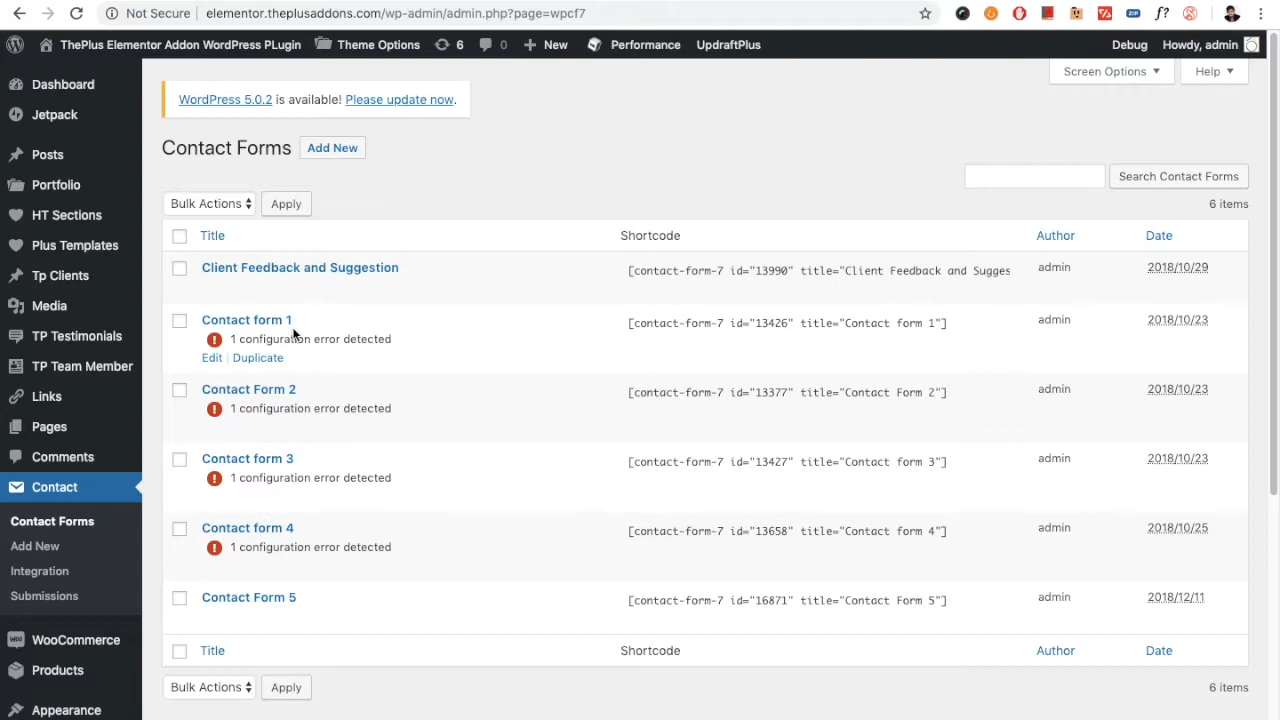 Not Secure elementor.theplusaddons.com/wp-admin/admin.php?page=wpcf7
ThePlus Elementor Addon WordPress PLugin Theme Options 6 0 New Performance UpdraftPlus Debug Howdy, admin
Screen Options Help
Dashboard
Jetpack
Posts
Portfolio
HT Sections
Plus Templates
Tp Clients
Media
TP Testimonials
TP Team Member
Links
Pages
Comments
Contact
Contact Forms
Add New
Integration
Submissions
WooCommerce
Products
Appearance
WordPress 5.0.2 is available! Please update now.
Contact Forms Add New
Search Contact Forms
Bulk Actions Apply 6 items
Title Shortcode Author Date
Client Feedback and Suggestion [contact-form-7 id="13990" title="Client Feedback and Sugges admin 2018/10/29
Contact form 1 [contact-form-7 id="13426" title="Contact form 1"] admin 2018/10/23
1 configuration error detected
Edit | Duplicate
Contact Form 2 [contact-form-7 id="13377" title="Contact Form 2"] admin 2018/10/23
1 configuration error detected
Contact form 3 [contact-form-7 id="13427" title="Contact form 3"] admin 2018/10/23
1 configuration error detected
Contact form 4 [contact-form-7 id="13658" title="Contact form 4"] admin 2018/10/25
1 configuration error detected
Contact Form 5 [contact-form-7 id="16871" title="Contact Form 5"] admin 2018/12/11
Title Shortcode Author Date
Bulk Actions Apply 6 items